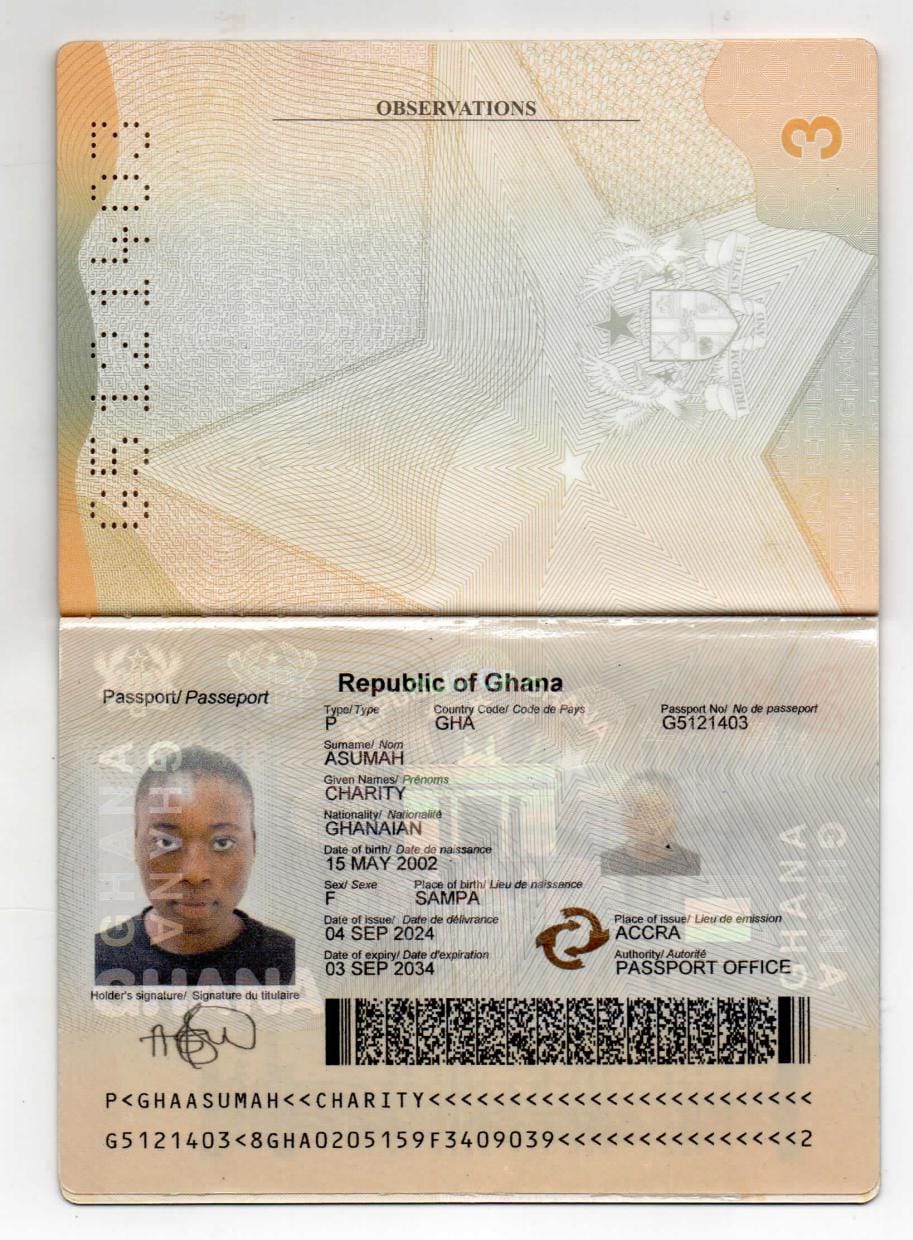 OBSERVATIONS
3
G5121403
FREEDOM AND JUSTICE
Republic of Ghana
Passport/ Passeport
Type/Type Country Code/ Code de Pays Passport No/ No de passeport
P GHA G5121403
Surname/ Nom
ASUMAH
Given Names/ Prénoms
CHARITY
Nationality/ Nationalité
GHANAIAN
Date of birth/ Date de naissance
15 MAY 2002
Sex/ Sexe Place of birth/ Lieu de naissance
F SAMPA
Date of issue/ Date de délivrance Place of issue/ Lieu de emission
04 SEP 2024 ACCRA
Date of expiry/ Date d'expiration Authority/ Autorité
03 SEP 2034 PASSPORT OFFICE
GHANA
GHANA
GHANA
GHANA
GHANA
Holder's signature/ Signature du titulaire
P<GHAASUMAH<<CHARITY<<<<<<<<<<<<<<<<<<<<<<<<
G5121403<8GHA0205159F3409039<<<<<<<<<<<<<<<2